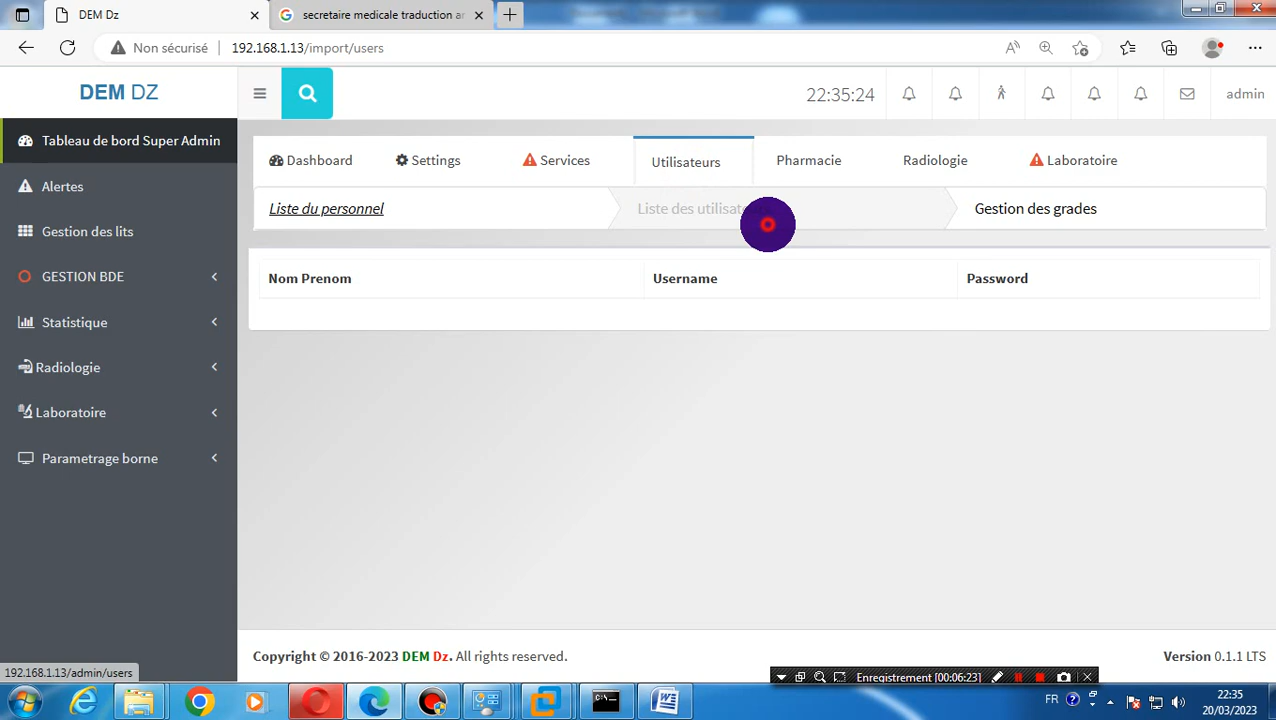 DEM Dz
secretaire medicale traduction ar
Non sécurisé
192.168.1.13/import/users
DEM DZ
22:35:24
admin
Tableau de bord Super Admin
Alertes
Gestion des lits
GESTION BDE
Statistique
Radiologie
Laboratoire
Parametrage borne
Dashboard
Settings
Services
Utilisateurs
Pharmacie
Radiologie
Laboratoire
Liste du personnel
Liste des
Gestion des grades
Nom Prenom
Username
Password
Copyright © 2016-2023 DEM Dz. All rights reserved.
Version 0.1.1 LTS
192.168.1.13/admin/users
Enregistrement [00:06:23]
FR
22:35
20/03/2023